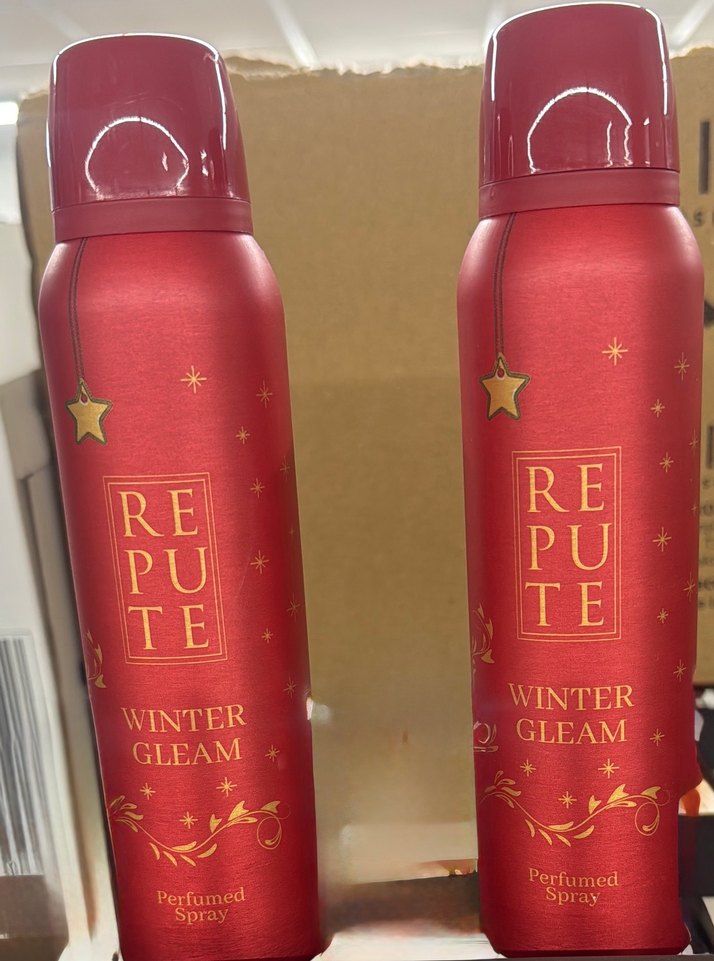 RE
PU
TE
WINTER
GLEAM
Perfumed
Spray
RE
PU
TE
WINTER
GLEAM
Perfumed
Spray